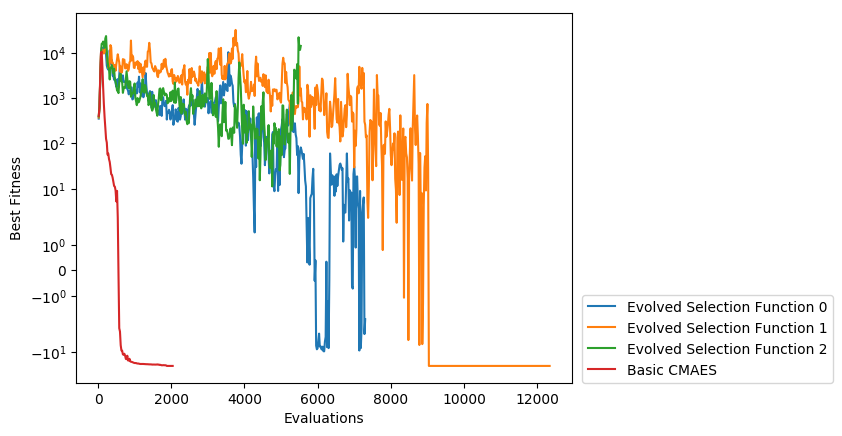 Best Fitness
10⁴
10³
10²
10¹
10⁰
0
−10⁰
−10¹
0 2000 4000 6000 8000 10000 12000
Evaluations
Evolved Selection Function 0
Evolved Selection Function 1
Evolved Selection Function 2
Basic CMAES